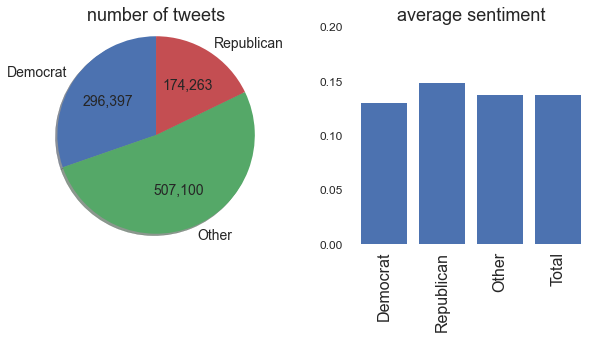 number of tweets
Republican
Democrat
174,263
296,397
507,100
Other
average sentiment
0.20
0.15
0.10
0.05
0.00
Democrat
Republican
Other
Total